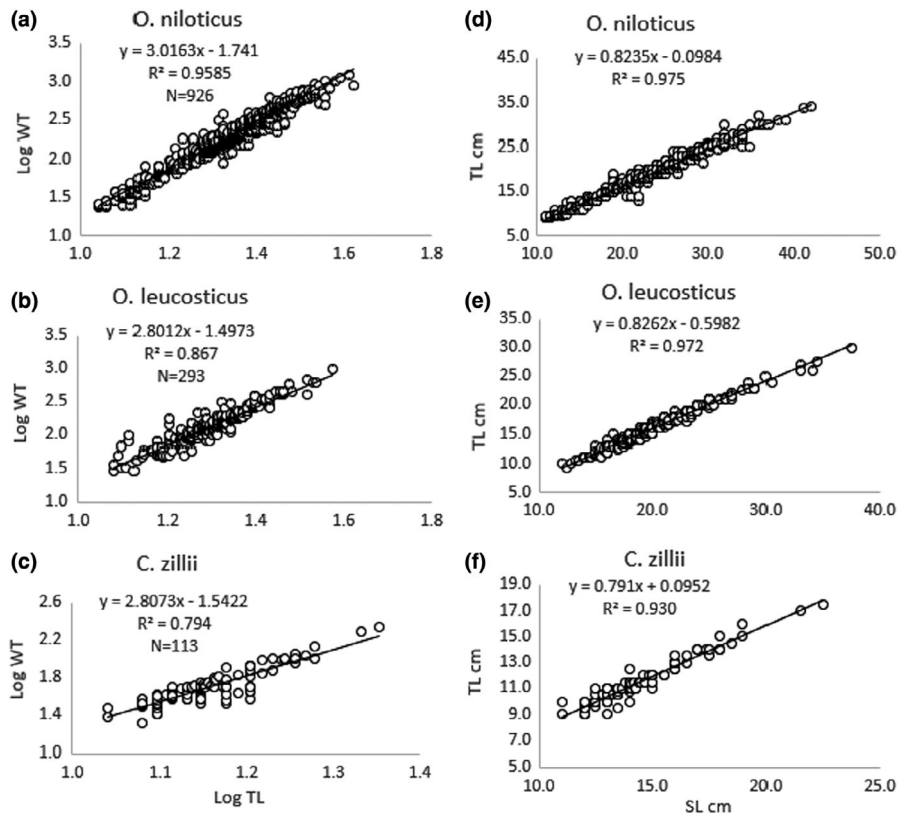 (a) O. niloticus
y = 3.0163x - 1.741
R² = 0.9585
N=926
Log WT
3.5
3.0
2.5
2.0
1.5
1.0
1.0 1.2 1.4 1.6 1.8
(b) O. leucosticus
y = 2.8012x - 1.4973
R² = 0.867
N=293
Log WT
3.5
3.0
2.5
2.0
1.5
1.0
1.0 1.2 1.4 1.6 1.8
(c) C. zillii
y = 2.8073x - 1.5422
R² = 0.794
N=113
Log WT
2.6
2.2
1.8
1.4
1.0
1.0 1.1 1.2 1.3 1.4
Log TL
(d) O. niloticus
y = 0.8235x - 0.0984
R² = 0.975
TL cm
45.0
35.0
25.0
15.0
5.0
10.0 20.0 30.0 40.0 50.0
(e) O. leucosticus
y = 0.8262x - 0.5982
R² = 0.972
TL cm
35.0
30.0
25.0
20.0
15.0
10.0
5.0
10.0 20.0 30.0 40.0
(f) C. zillii
y = 0.791x + 0.0952
R² = 0.930
TL cm
19.0
17.0
15.0
13.0
11.0
9.0
7.0
5.0
10.0 15.0 20.0 25.0
SL cm